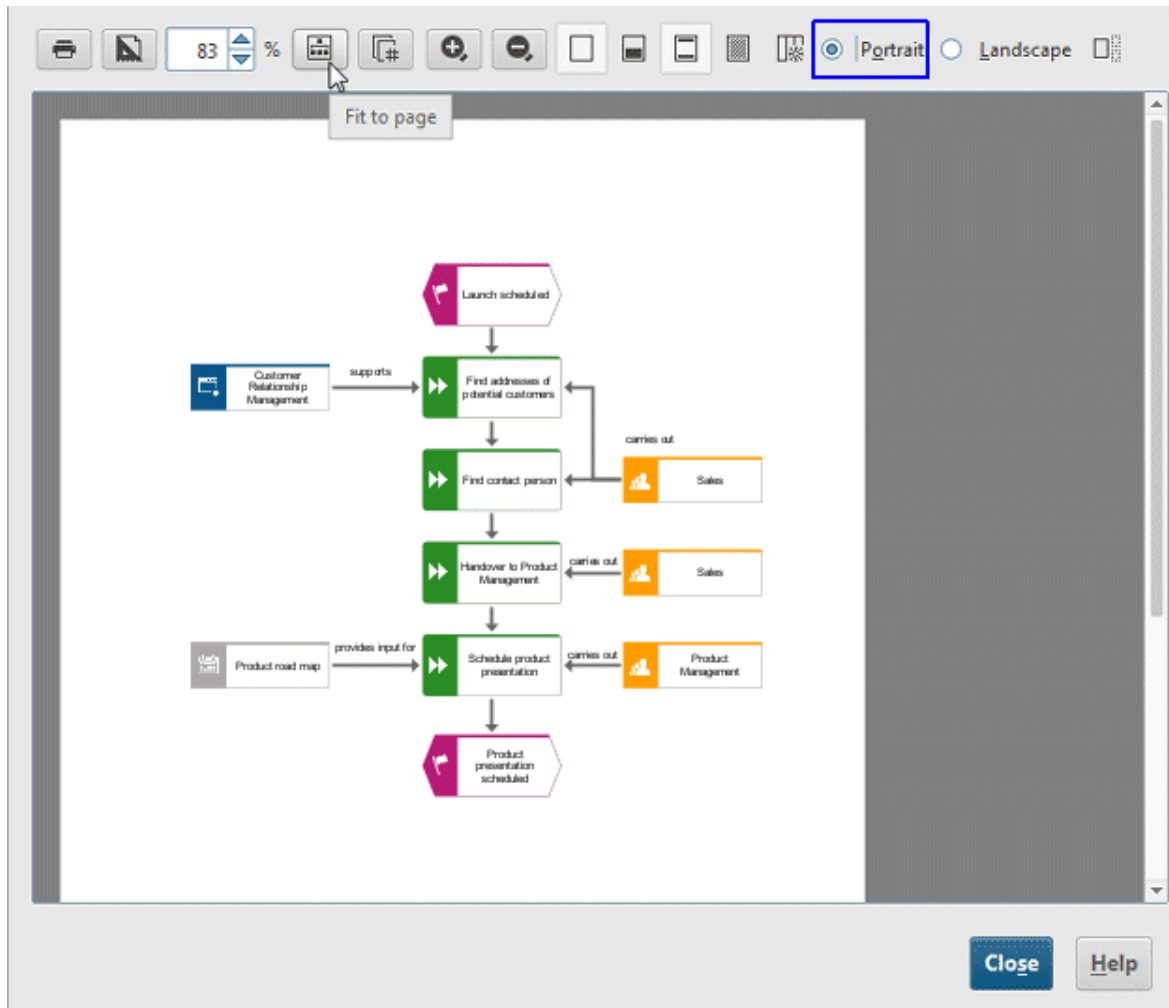 83 %
Portrait
Landscape
Fit to page
Launch scheduled
Customer
Relationship
Management
supports
Find addresses of
potential customers
carries out
Find contact person
Sales
Handover to Product
Management
carries out
Sales
Product road map
provides input for
Schedule product
presentation
carries out
Product
Management
Product
presentation
scheduled
Close
Help